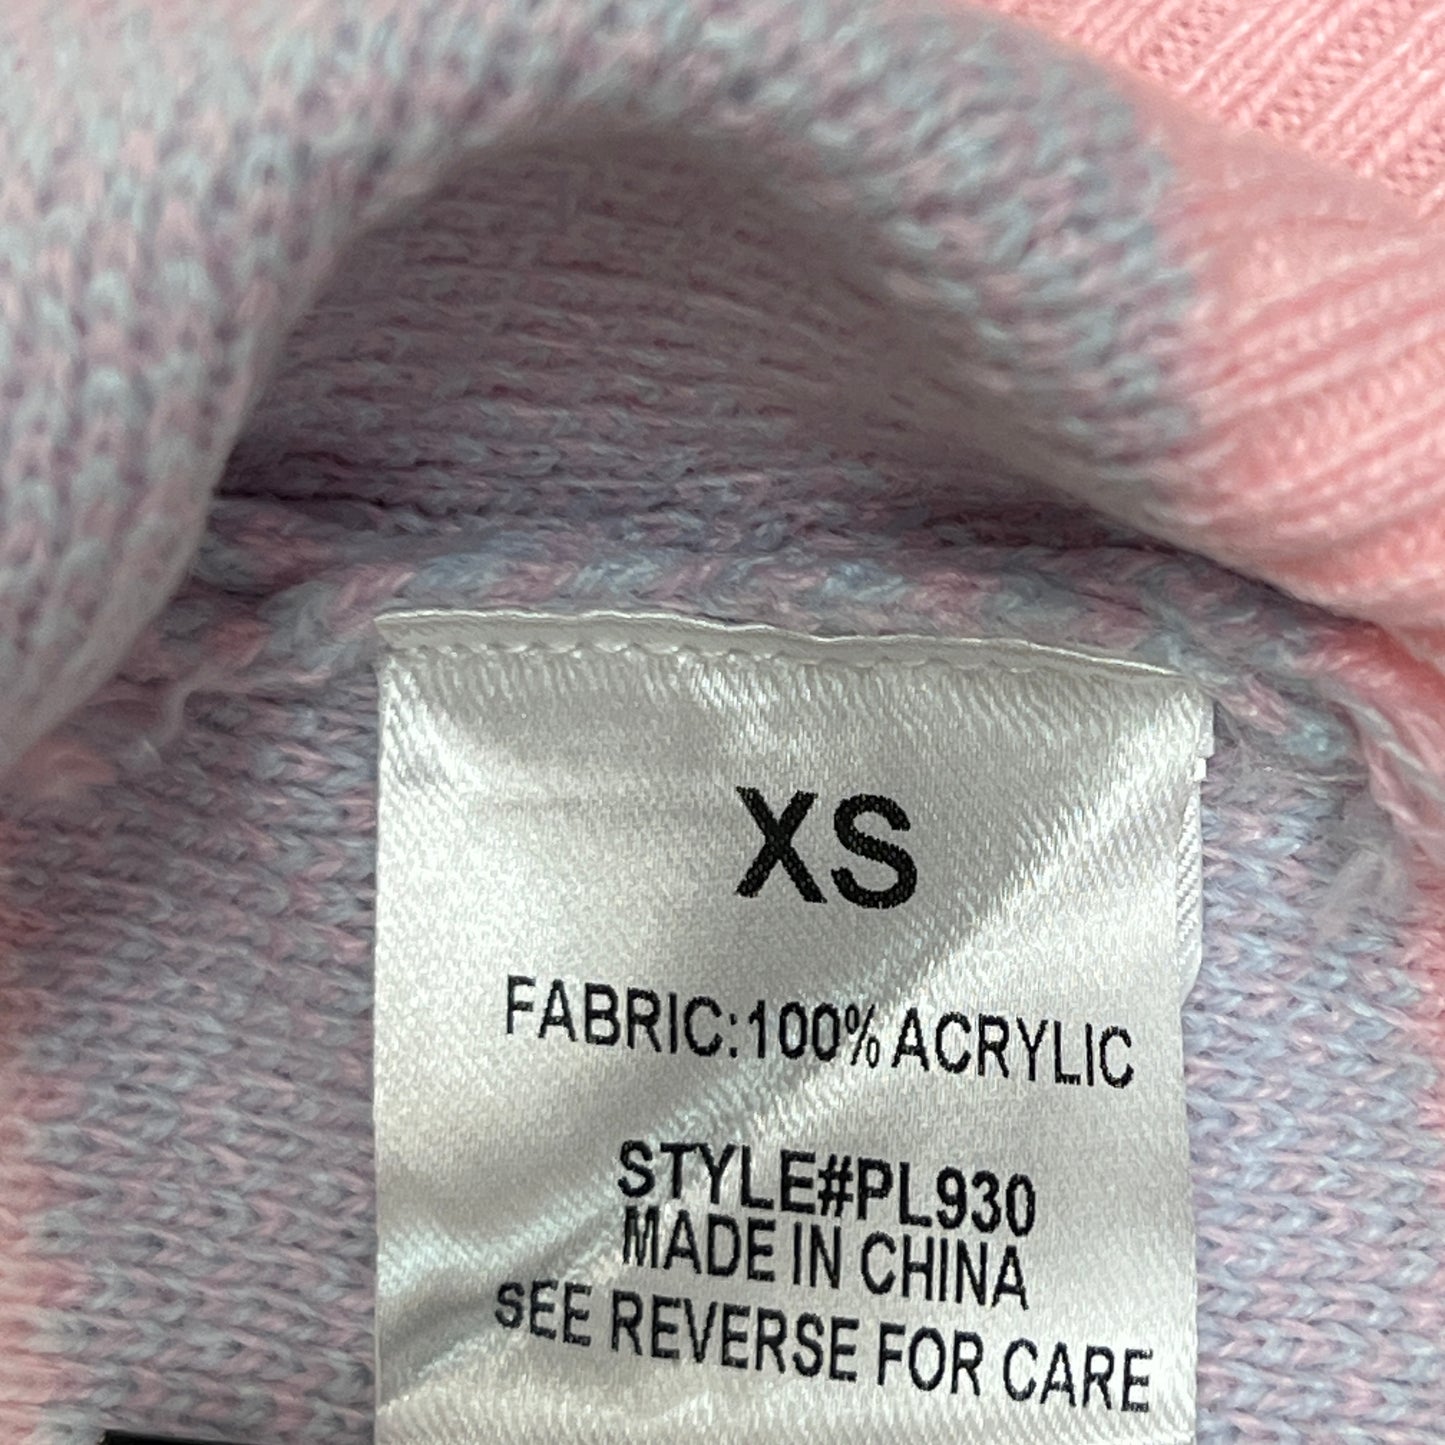 XS
FABRIC:100% ACRYLIC
STYLE#PL930
MADE IN CHINA
SEE REVERSE FOR CARE